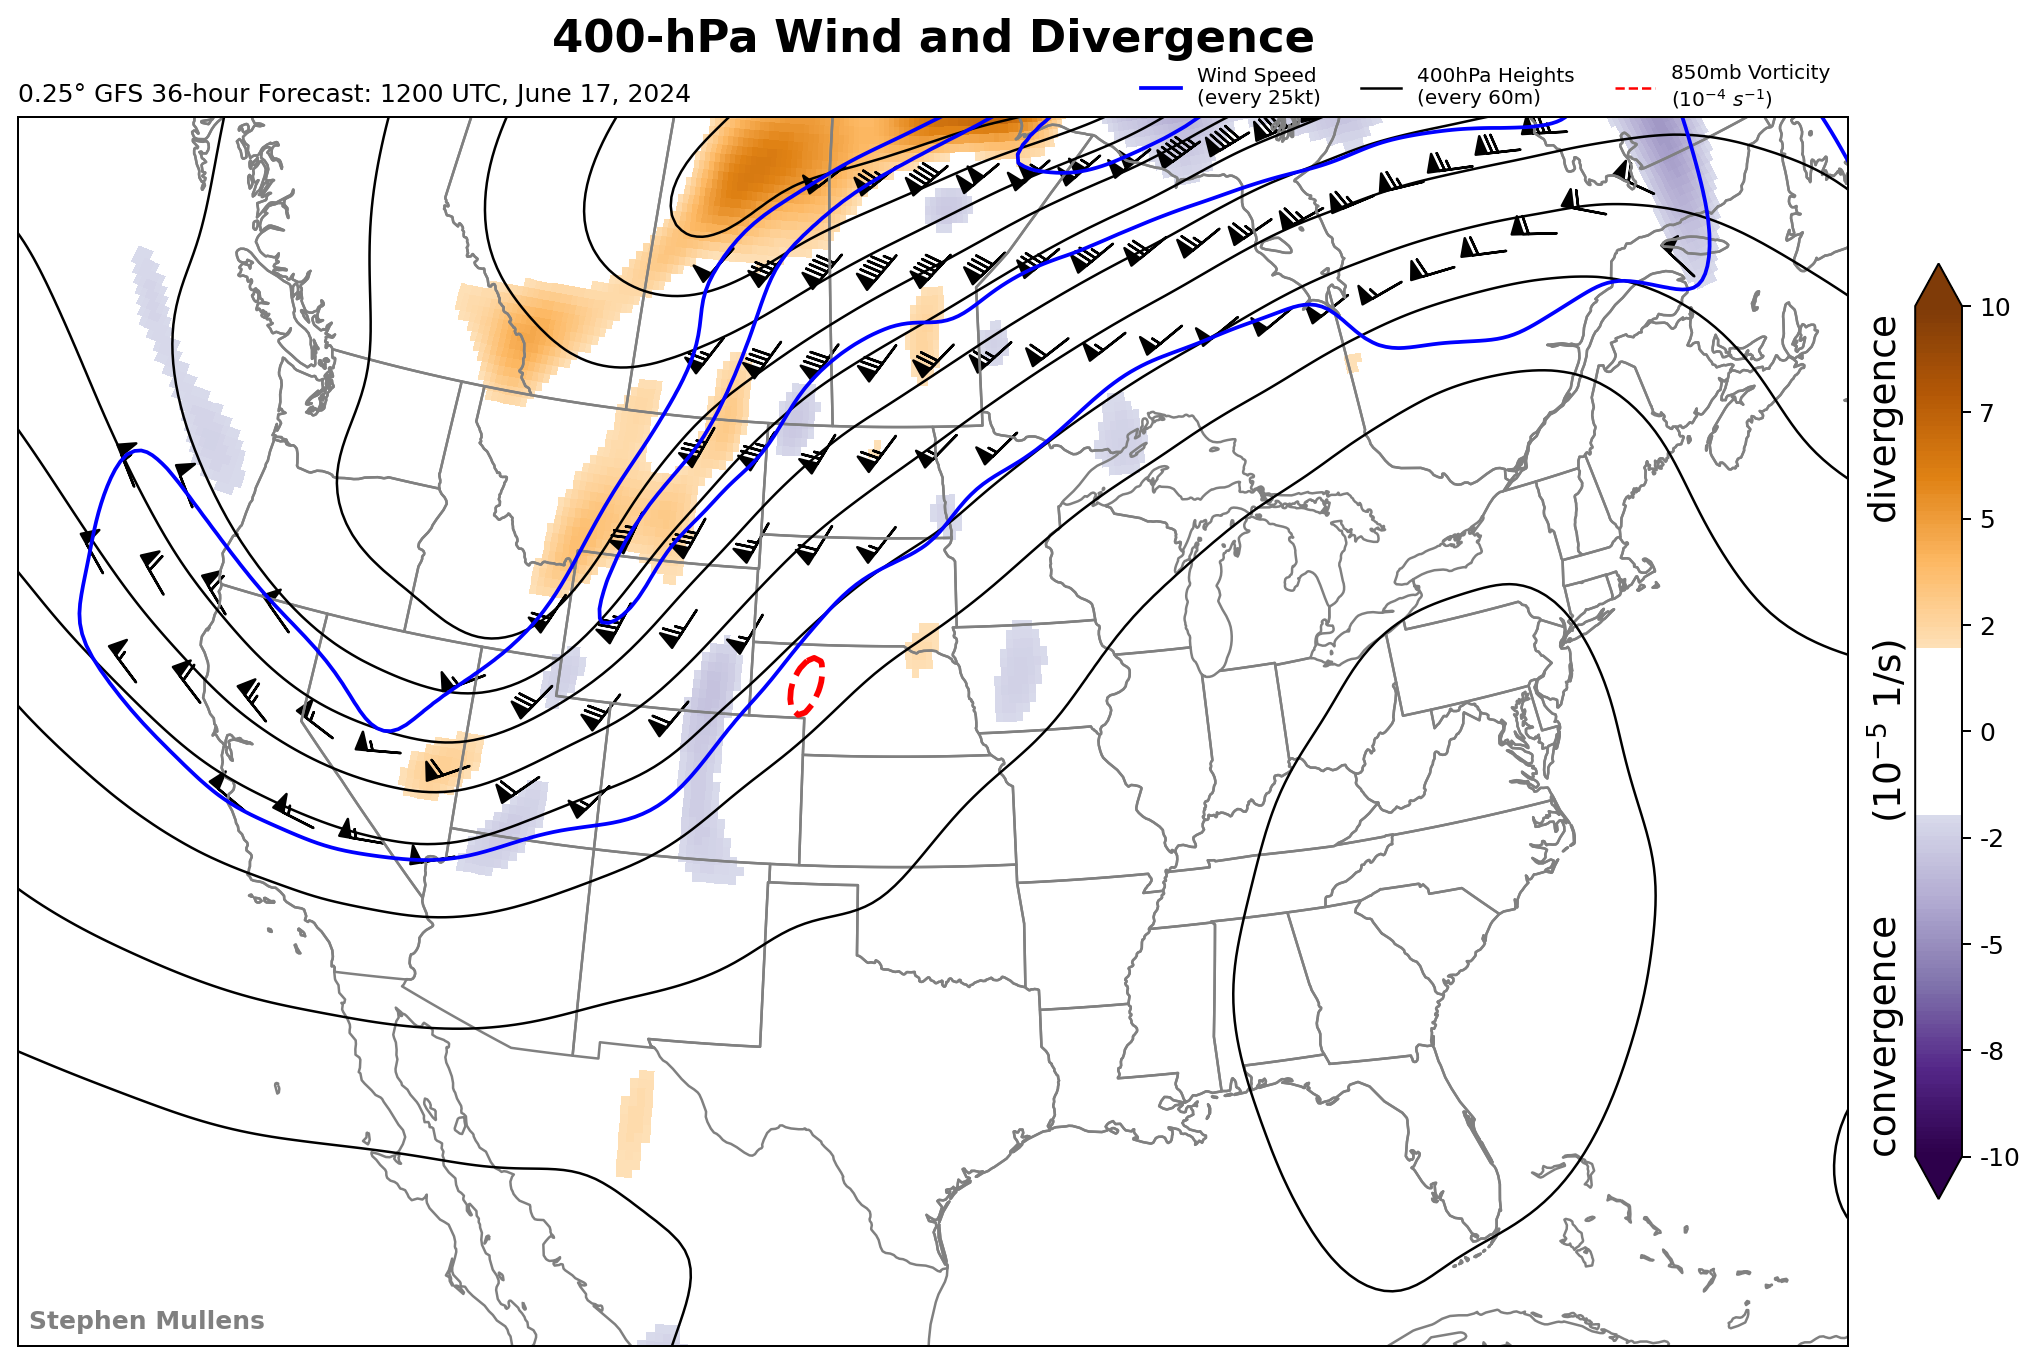 400-hPa Wind and Divergence
0.25° GFS 36-hour Forecast: 1200 UTC, June 17, 2024
Wind Speed
(every 25kt)
400hPa Heights
(every 60m)
850mb Vorticity
(10⁻⁴ s⁻¹)
10
7
5
2
0
-2
-5
-8
-10
convergence (10⁻⁵ 1/s) divergence
Stephen Mullens